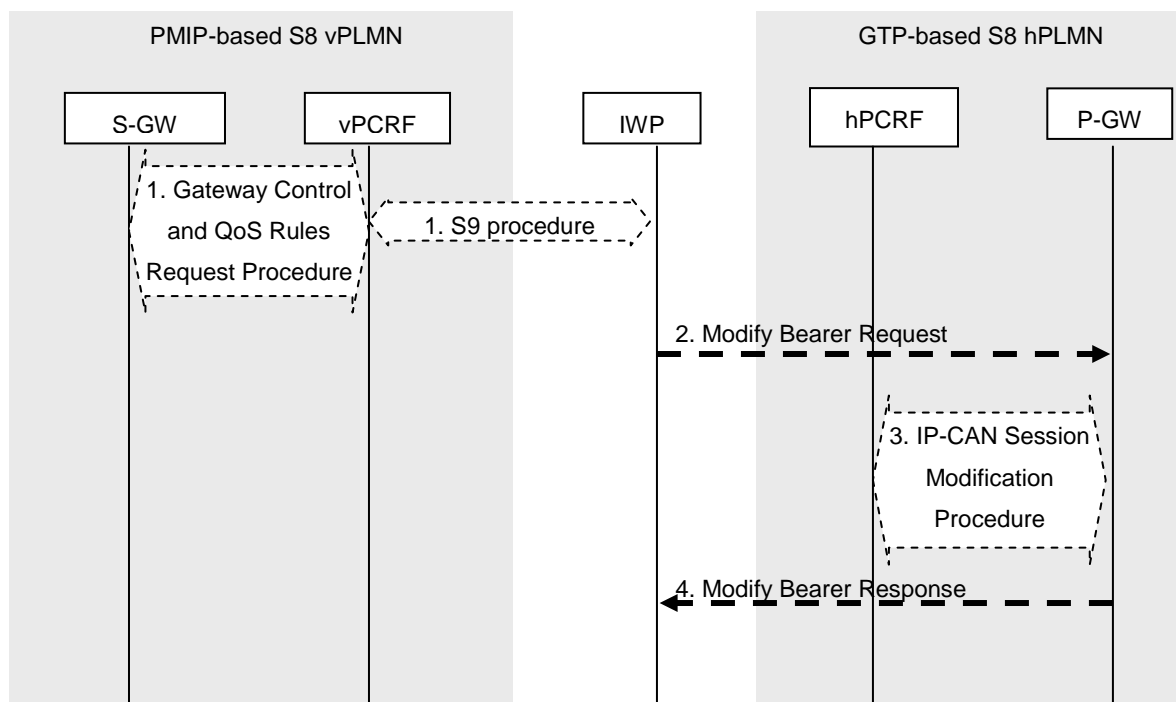 PMIP-based S8 vPLMN
GTP-based S8 hPLMN
S-GW
vPCRF
IWP
hPCRF
P-GW
1. Gateway Control
and QoS Rules
Request Procedure
1. S9 procedure
2. Modify Bearer Request
3. IP-CAN Session
Modification
Procedure
4. Modify Bearer Response